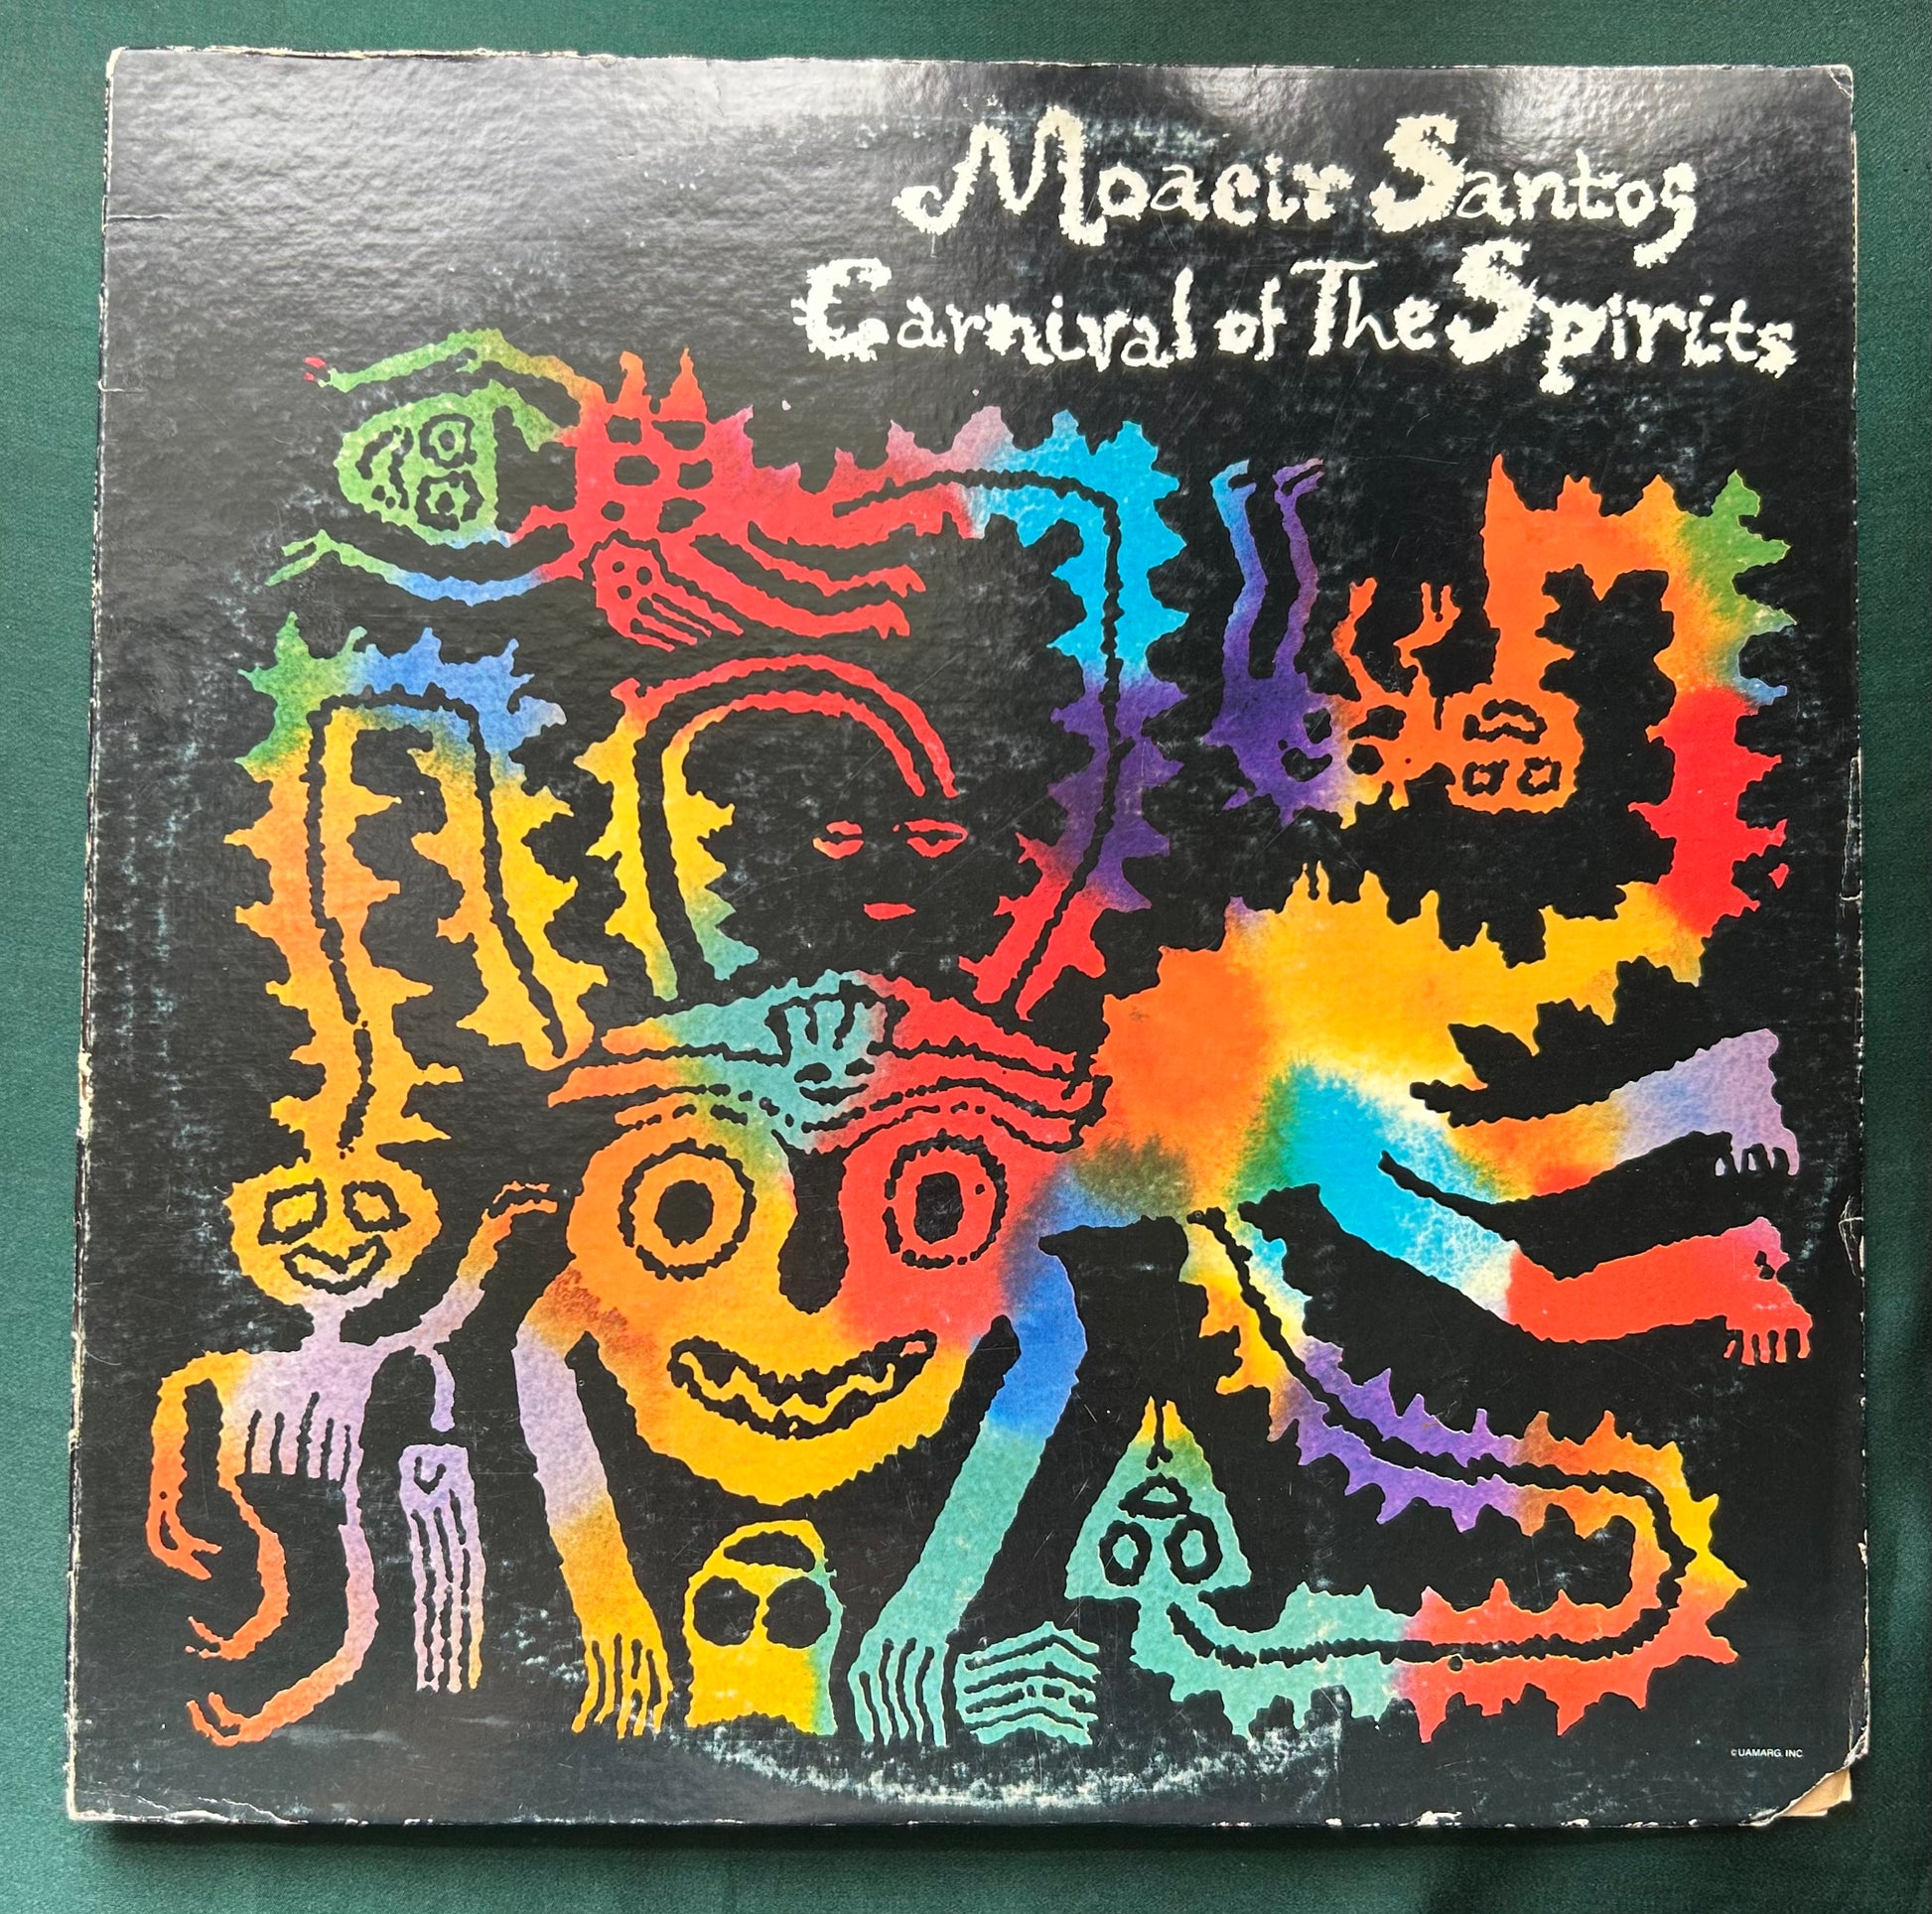 Moacir Santos
Carnival of The Spirits
© UAMARG. INC